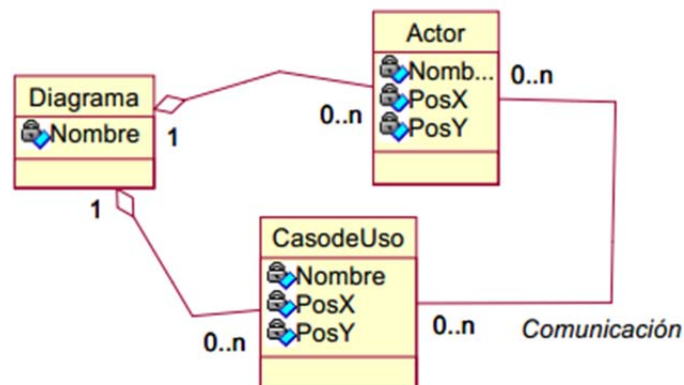 Actor
Nomb...
PosX
PosY
0..n
0..n
Diagrama
Nombre
1
1
CasodeUso
Nombre
PosX
PosY
0..n
0..n
Comunicación